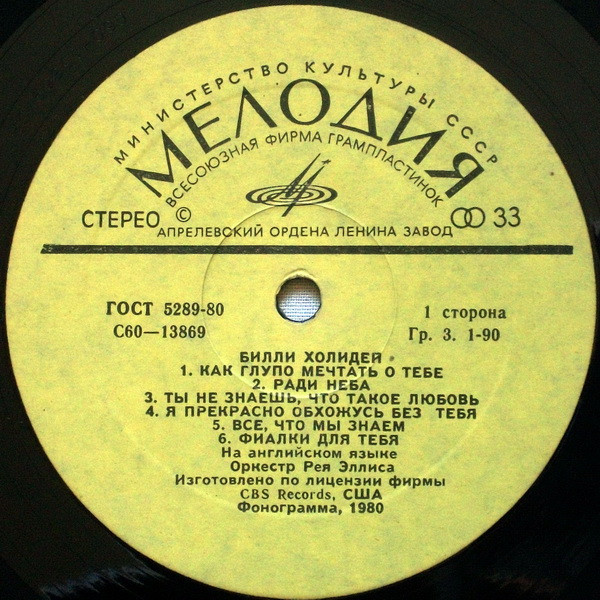 МИНИСТЕРСТВО КУЛЬТУРЫ СССР
МЕЛОДИЯ
ВСЕСОЮЗНАЯ ФИРМА ГРАМПЛАСТИНОК
СТЕРЕО © 33
АПРЕЛЕВСКИЙ ОРДЕНА ЛЕНИНА ЗАВОД
ГОСТ 5289-80 1 сторона
С60—13869 Гр. 3. 1-90
БИЛЛИ ХОЛИДЕЙ
1. КАК ГЛУПО МЕЧТАТЬ О ТЕБЕ
2. РАДИ НЕБА
3. ТЫ НЕ ЗНАЕШЬ, ЧТО ТАКОЕ ЛЮБОВЬ
4. Я ПРЕКРАСНО ОБХОЖУСЬ БЕЗ ТЕБЯ
5. ВСЕ, ЧТО МЫ ЗНАЕМ
6. ФИАЛКИ ДЛЯ ТЕБЯ
На английском языке
Оркестр Рея Эллиса
Изготовлено по лицензии фирмы
CBS Records, США
Фонограмма, 1980